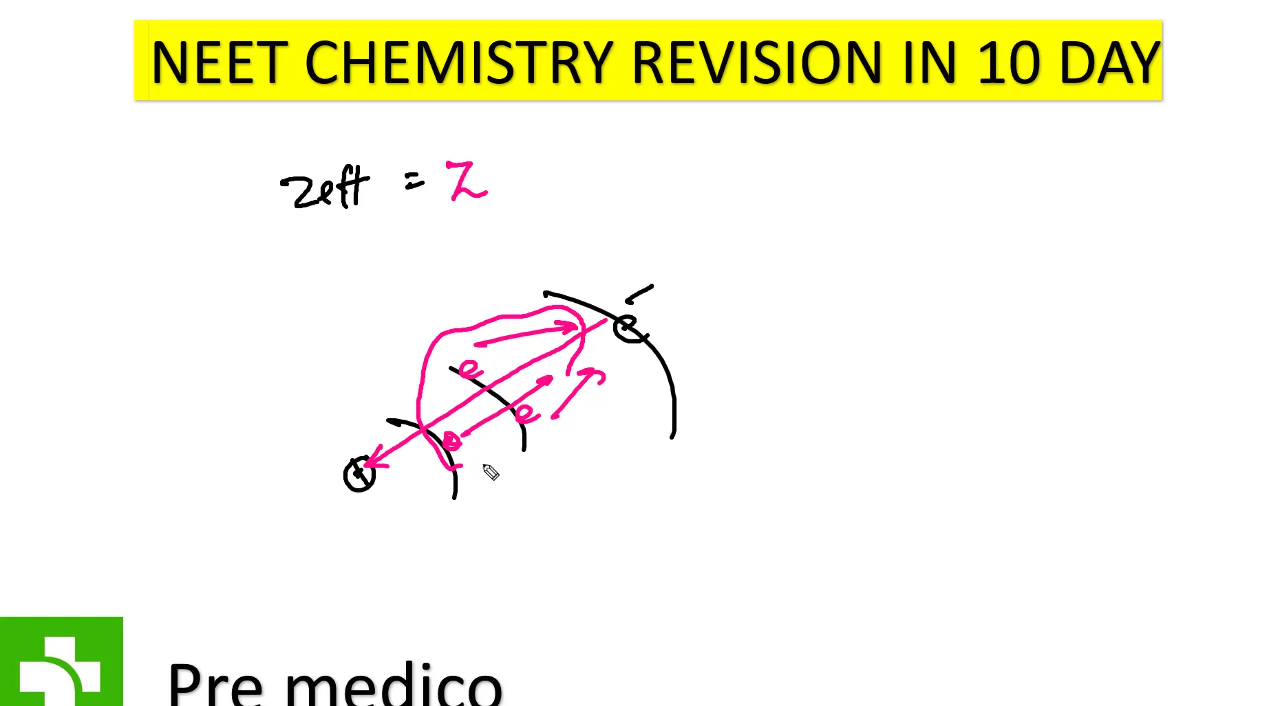 NEET CHEMISTRY REVISION IN 10 DAY
Zeff = Z
e
e
e
Pre medico